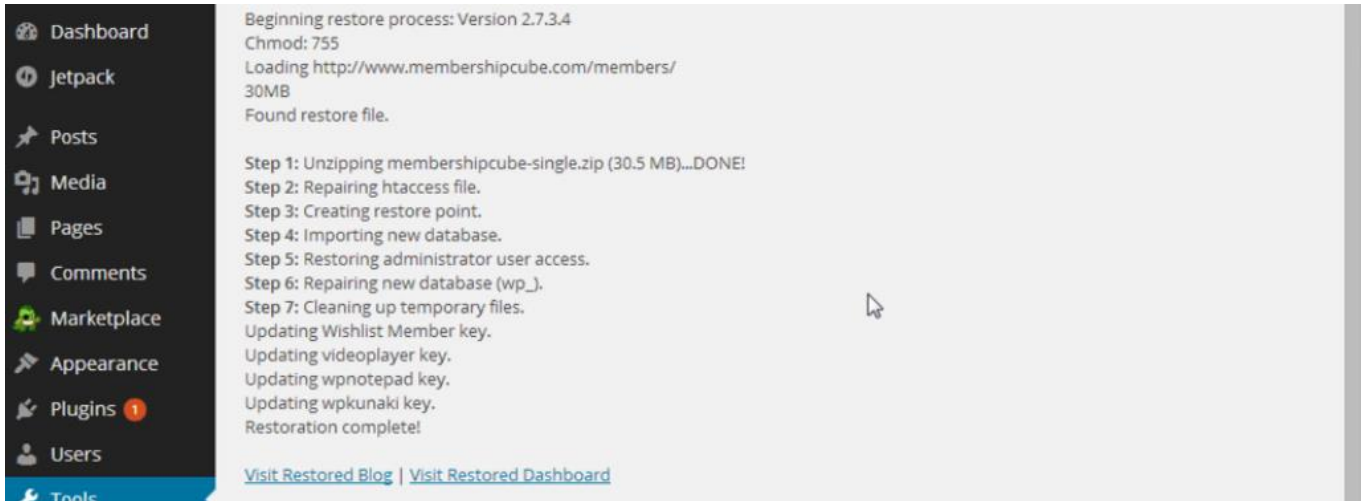 Dashboard
Jetpack
Posts
Media
Pages
Comments
Marketplace
Appearance
Plugins 1
Users
Tools
Beginning restore process: Version 2.7.3.4
Chmod: 755
Loading http://www.membershipcube.com/members/
30MB
Found restore file.
Step 1: Unzipping membershipcube-single.zip (30.5 MB)...DONE!
Step 2: Repairing htaccess file.
Step 3: Creating restore point.
Step 4: Importing new database.
Step 5: Restoring administrator user access.
Step 6: Repairing new database (wp_).
Step 7: Cleaning up temporary files.
Updating Wishlist Member key.
Updating videoplayer key.
Updating wpnotepad key.
Updating wpkunaki key.
Restoration complete!
Visit Restored Blog | Visit Restored Dashboard